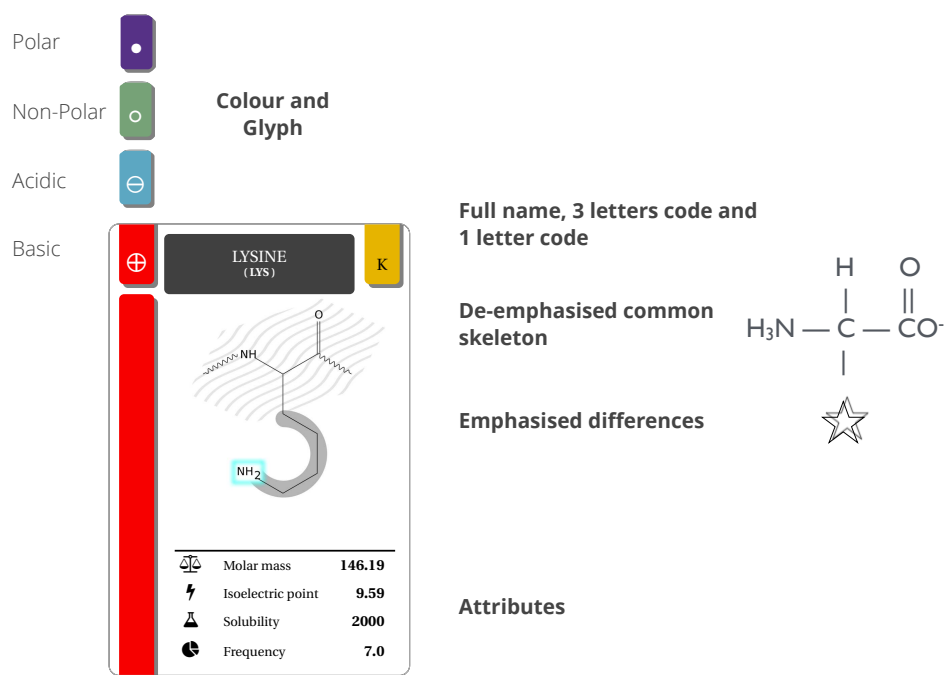 Polar
Non-Polar
Acidic
Basic
Colour and
Glyph
LYSINE
( LYS )
K
O
NH
NH2
Molar mass 146.19
Isoelectric point 9.59
Solubility 2000
Frequency 7.0
Full name, 3 letters code and
1 letter code
De-emphasised common
skeleton
Emphasised differences
Attributes
H O
H3N — C — CO-